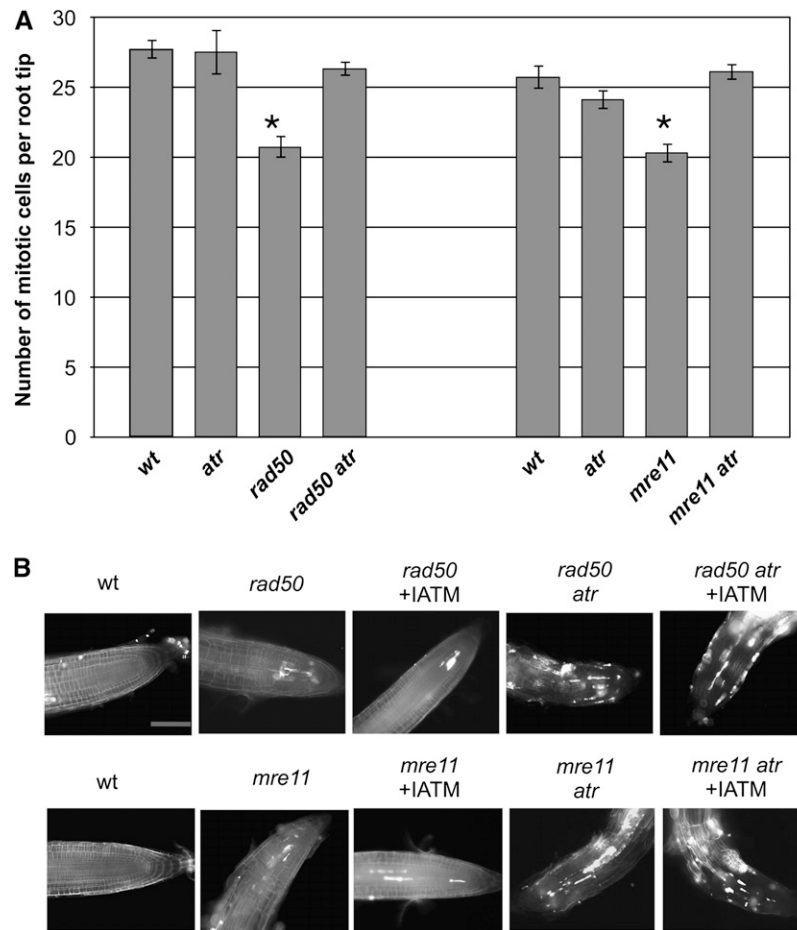 A
Number of mitotic cells per root tip
30
25
20
15
10
5
0
*
*
wt
atr
rad50
rad50 atr
wt
atr
mre11
mre11 atr
B
wt
rad50
rad50
+IATM
rad50
atr
rad50 atr
+IATM
wt
mre11
mre11
+IATM
mre11
atr
mre11 atr
+IATM